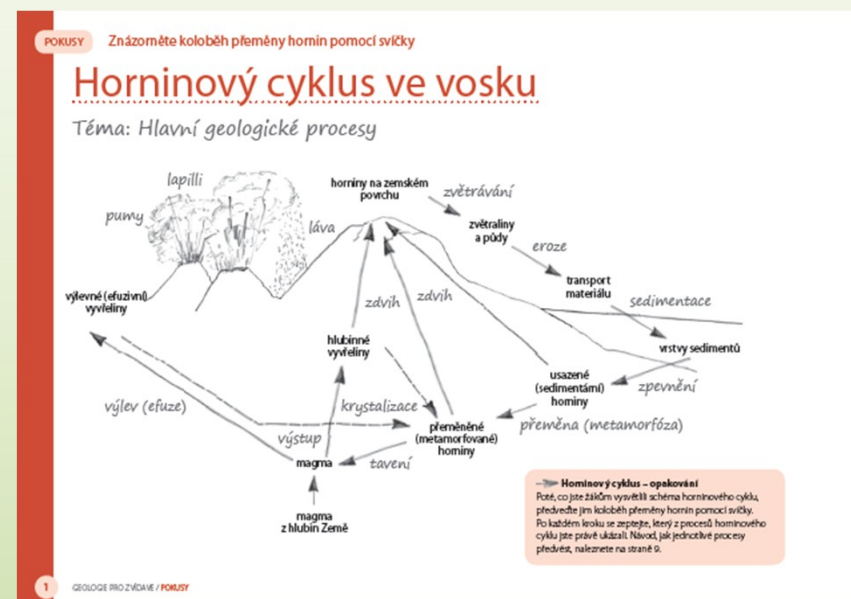 POKUSY Znázorněte koloběh přeměny hornin pomocí svíčky
Horninový cyklus ve vosku
Téma: Hlavní geologické procesy
lapilli
pumy
láva
horniny na zemském
povrchu
zvětrávání
zvětraliny
a půdy
eroze
transport
materiálu
sedimentace
výlevné (efuzivní)
vyvřeliny
zdvih
zdvih
hlubinné
vyvřeliny
vrstvy sedimentů
usazené
(sedimentární)
horniny
zpevnění
výlev (efuze)
krystalizace
výstup
přeměněné
(metamorfované)
horniny
přeměna (metamorfóza)
magma
tavení
magma
z hlubin Země
Horninový cyklus – opakování
Poté, co jste žákům vysvětlili schéma horninového cyklu,
předveďte jim koloběh přeměny hornin pomocí svíčky.
Po každém kroku se zeptejte, který z procesů horninového
cyklu jste právě ukázali. Návod, jak jednotlivé procesy
předvést, naleznete na straně 9.
1 GEOLOGIE PRO ZVÍDAVÉ / POKUSY